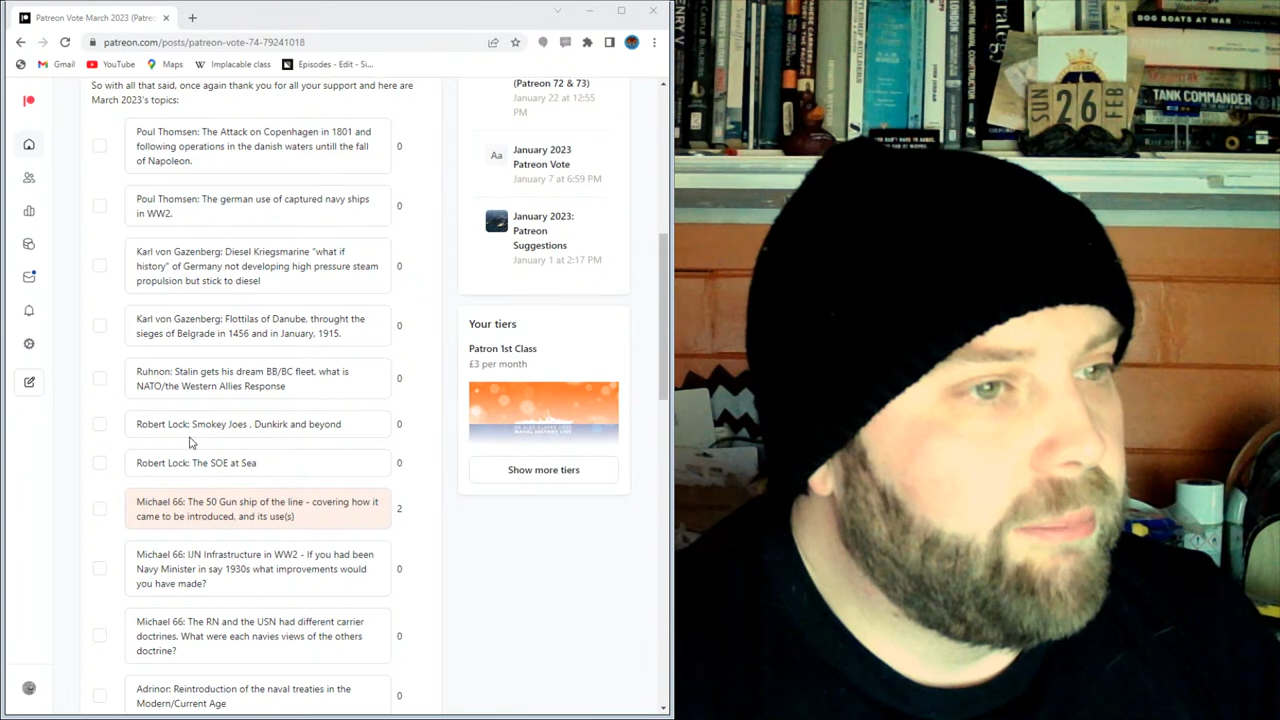 Patreon Vote March 2023 (Patre
patreon.com/posts/patreon-vote-74-79241018
Gmail
YouTube
Maps
Implacable class
Episodes - Edit - Si...
So with all that said, once again thank you for all your support and here are
March 2023's topics:
Poul Thomsen: The Attack on Copenhagen in 1801 and
following operations in the danish waters untill the fall
of Napoleon.
0
Poul Thomsen: The german use of captured navy ships
in WW2.
0
Karl von Gazenberg: Diesel Kriegsmarine "what if
history" of Germany not developing high pressure steam
propulsion but stick to diesel
0
Karl von Gazenberg: Flottilas of Danube, throught the
sieges of Belgrade in 1456 and in January, 1915.
0
Ruhnon: Stalin gets his dream BB/BC fleet, what is
NATO/the Western Allies Response
0
Robert Lock: Smokey Joes , Dunkirk and beyond
0
Robert Lock: The SOE at Sea
0
Michael 66: The 50 Gun ship of the line - covering how it
came to be introduced, and its use(s)
2
Michael 66: IJN Infrastructure in WW2 - If you had been
Navy Minister in say 1930s what improvements would
you have made?
0
Michael 66: The RN and the USN had different carrier
doctrines. What were each navies views of the others
doctrine?
0
Adrinor: Reintroduction of the naval treaties in the
Modern/Current Age
0
(Patreon 72 & 73)
January 22 at 12:55
PM
Aa
January 2023
Patreon Vote
January 7 at 6:59 PM
January 2023:
Patreon
Suggestions
January 1 at 2:17 PM
Your tiers
Patron 1st Class
£3 per month
Show more tiers
SUN
26
FEB
DOG BOATS AT WAR
TANK COMMANDER